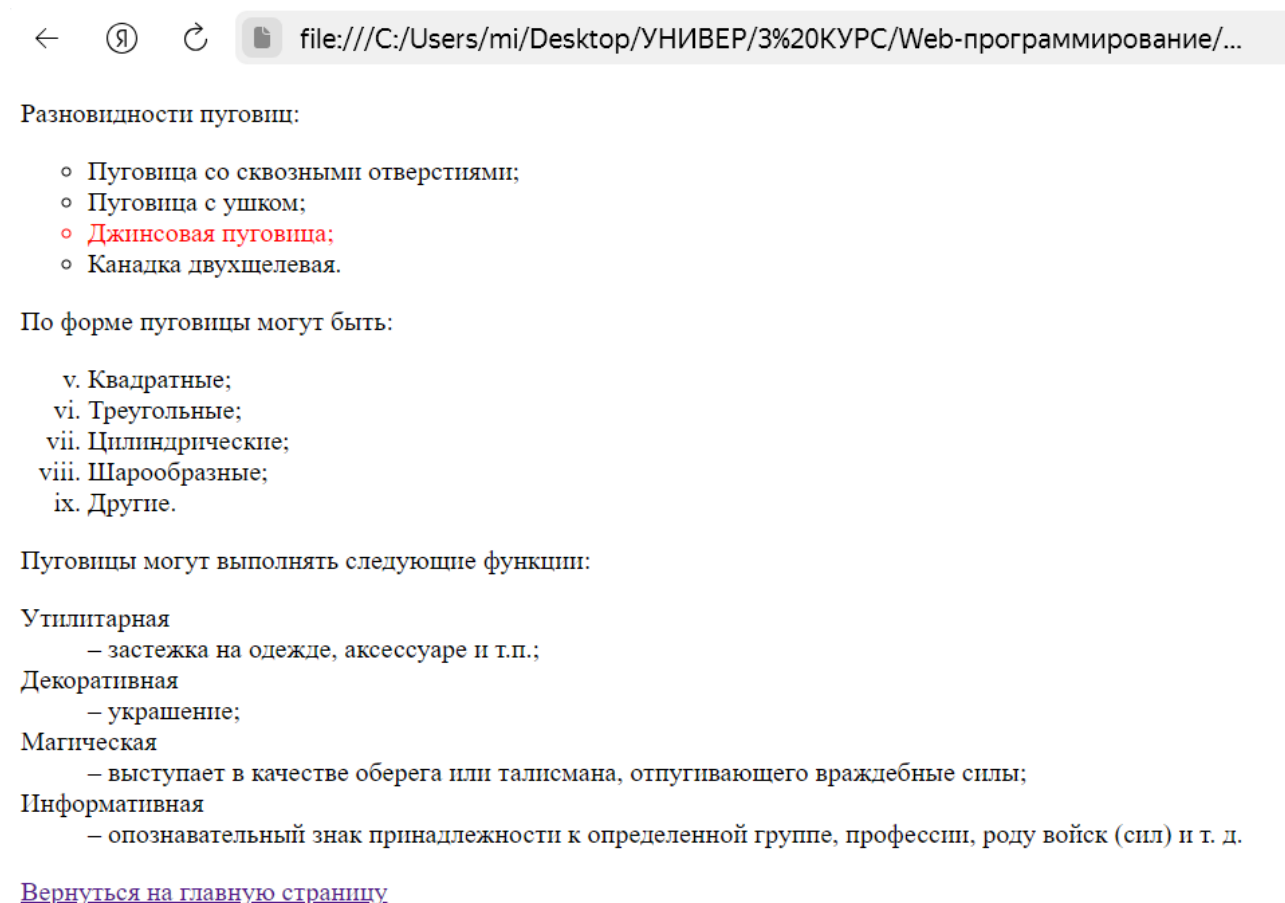 file:///C:/Users/mi/Desktop/УНИВЕР/3%20КУРС/Web-программирование/...
Разновидности пуговиц:
Пуговица со сквозными отверстиями;
Пуговица с ушком;
Джинсовая пуговица;
Канадка двухщелевая.
По форме пуговицы могут быть:
v. Квадратные;
vi. Треугольные;
vii. Цилиндрические;
viii. Шарообразные;
ix. Другие.
Пуговицы могут выполнять следующие функции:
Утилитарная
– застежка на одежде, аксессуаре и т.п.;
Декоративная
– украшение;
Магическая
– выступает в качестве оберега или талисмана, отпугивающего враждебные силы;
Информативная
– опознавательный знак принадлежности к определенной группе, профессии, роду войск (сил) и т. д.
Вернуться на главную страницу